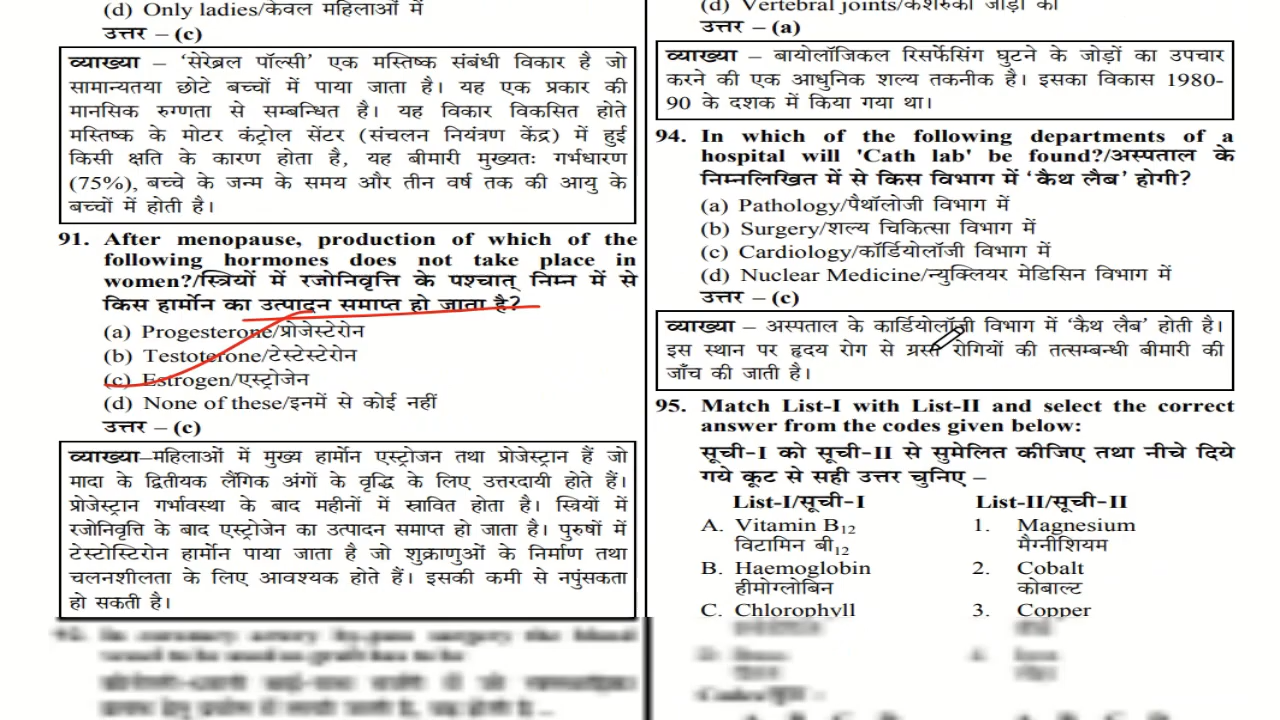 (d) Only ladies/केवल महिलाओं में
उत्तर – (c)
व्याख्या – ‘सेरेब्रल पॉल्सी’ एक मस्तिष्क संबंधी विकार है जो
सामान्यतया छोटे बच्चों में पाया जाता है। यह एक प्रकार की
मानसिक रुग्णता से सम्बन्धित है। यह विकार विकसित होते
मस्तिष्क के मोटर कंट्रोल सेंटर (संचलन नियंत्रण केंद्र) में हुई
किसी क्षति के कारण होता है, यह बीमारी मुख्यतः गर्भधारण
(75%), बच्चे के जन्म के समय और तीन वर्ष तक की आयु के
बच्चों में होती है।
91. After menopause, production of which of the
following hormones does not take place in
women?/स्त्रियों में रजोनिवृत्ति के पश्चात् निम्न में से
किस हार्मोन का उत्पादन समाप्त हो जाता है?
(a) Progesterone/प्रोजेस्टेरोन
(b) Testoterone/टेस्टेस्टेरोन
(c) Estrogen/एस्ट्रोजेन
(d) None of these/इनमें से कोई नहीं
उत्तर – (c)
व्याख्या–महिलाओं में मुख्य हार्मोन एस्ट्रोजन तथा प्रोजेस्ट्रान हैं जो
मादा के द्वितीयक लैंगिक अंगों के वृद्धि के लिए उत्तरदायी होते हैं।
प्रोजेस्ट्रान गर्भावस्था के बाद महीनों में स्रावित होता है। स्त्रियों में
रजोनिवृत्ति के बाद एस्ट्रोजेन का उत्पादन समाप्त हो जाता है। पुरुषों में
टेस्टोस्टिरोन हार्मोन पाया जाता है जो शुक्राणुओं के निर्माण तथा
चलनशीलता के लिए आवश्यक होते हैं। इसकी कमी से नपुंसकता
हो सकती है।
(d) Vertebral joints/कशेरुकी जोड़ों का
उत्तर – (a)
व्याख्या – बायोलॉजिकल रिसर्फेसिंग घुटने के जोड़ों का उपचार
करने की एक आधुनिक शल्य तकनीक है। इसका विकास 1980-
90 के दशक में किया गया था।
94. In which of the following departments of a
hospital will 'Cath lab' be found?/अस्पताल के
निम्नलिखित में से किस विभाग में ‘कैथ लैब’ होगी?
(a) Pathology/पैथॉलोजी विभाग में
(b) Surgery/शल्य चिकित्सा विभाग में
(c) Cardiology/कॉर्डियोलॉजी विभाग में
(d) Nuclear Medicine/न्युक्लियर मेडिसिन विभाग में
उत्तर – (c)
व्याख्या – अस्पताल के कार्डियोलॉजी विभाग में ‘कैथ लैब’ होती है।
इस स्थान पर हृदय रोग से ग्रस्त रोगियों की तत्सम्बन्धी बीमारी की
जाँच की जाती है।
95. Match List-I with List-II and select the correct
answer from the codes given below:
सूची-I को सूची-II से सुमेलित कीजिए तथा नीचे दिये
गये कूट से सही उत्तर चुनिए –
List-I/सूची-I List-II/सूची-II
A. Vitamin B12 1. Magnesium
विटामिन बी12 मैग्नीशियम
B. Haemoglobin 2. Cobalt
हीमोग्लोबिन कोबाल्ट
C. Chlorophyll 3. Copper